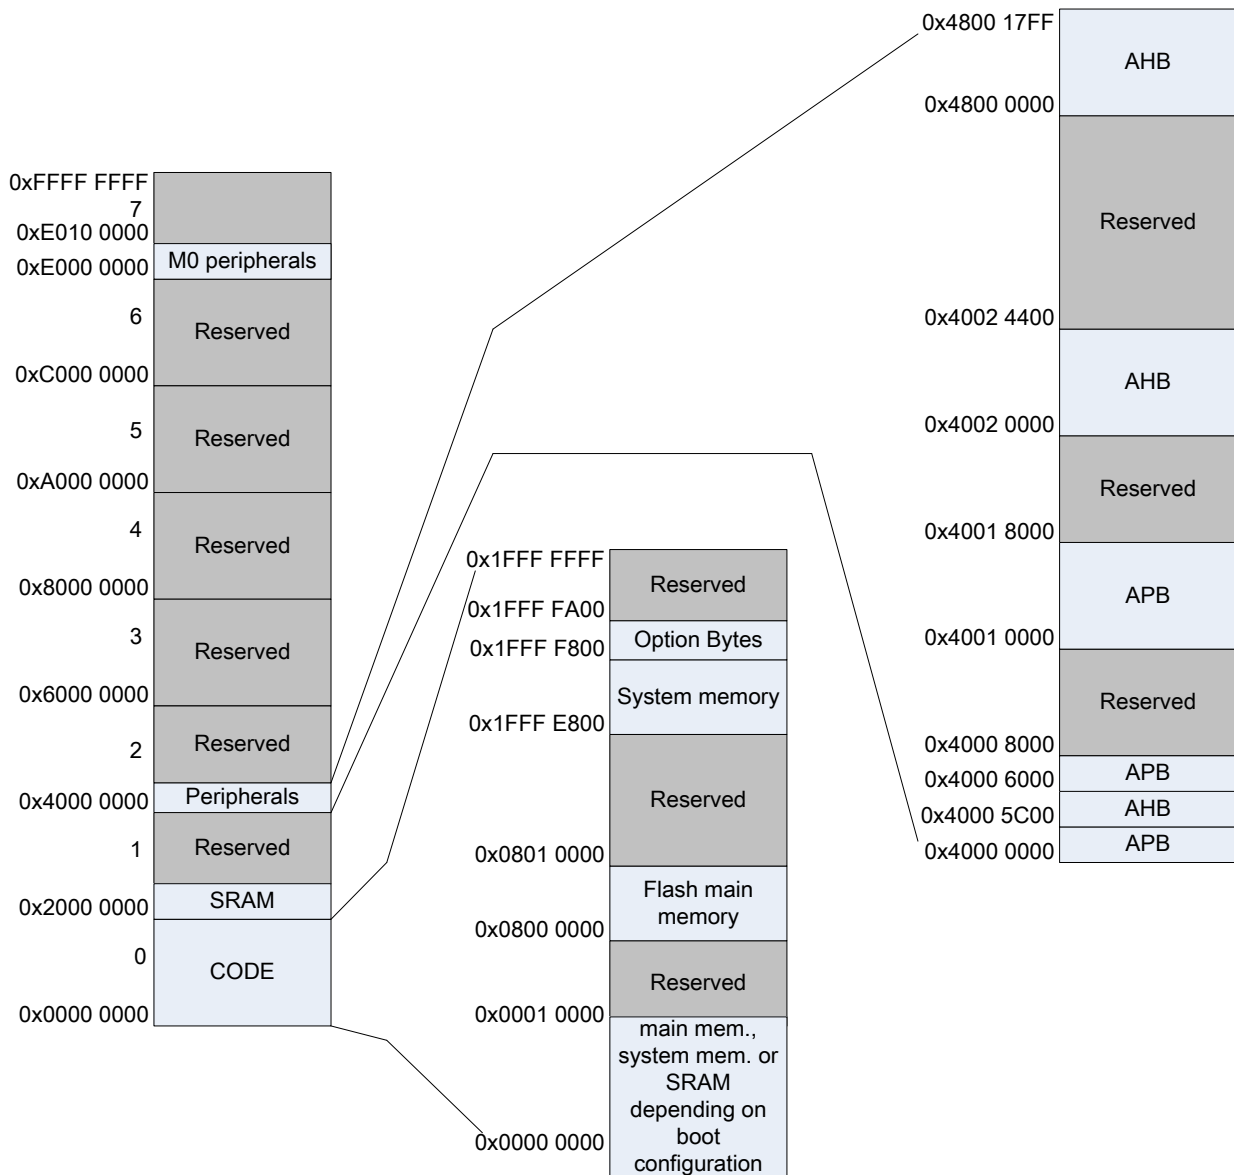 0xFFFF FFFF
7
0xE010 0000
0xE000 0000
M0 peripherals
6
Reserved
0xC000 0000
5
Reserved
0xA000 0000
4
Reserved
0x8000 0000
3
Reserved
0x6000 0000
2
Reserved
0x4000 0000
Peripherals
1
Reserved
0x2000 0000
SRAM
0
CODE
0x0000 0000
0x1FFF FFFF
Reserved
0x1FFF FA00
Option Bytes
0x1FFF F800
System memory
0x1FFF E800
Reserved
0x0801 0000
Flash main
memory
0x0800 0000
Reserved
0x0001 0000
main mem.,
system mem. or
SRAM
depending on
boot
configuration
0x0000 0000
0x4800 17FF
AHB
0x4800 0000
Reserved
0x4002 4400
AHB
0x4002 0000
Reserved
0x4001 8000
APB
0x4001 0000
Reserved
0x4000 8000
APB
0x4000 6000
AHB
0x4000 5C00
APB
0x4000 0000